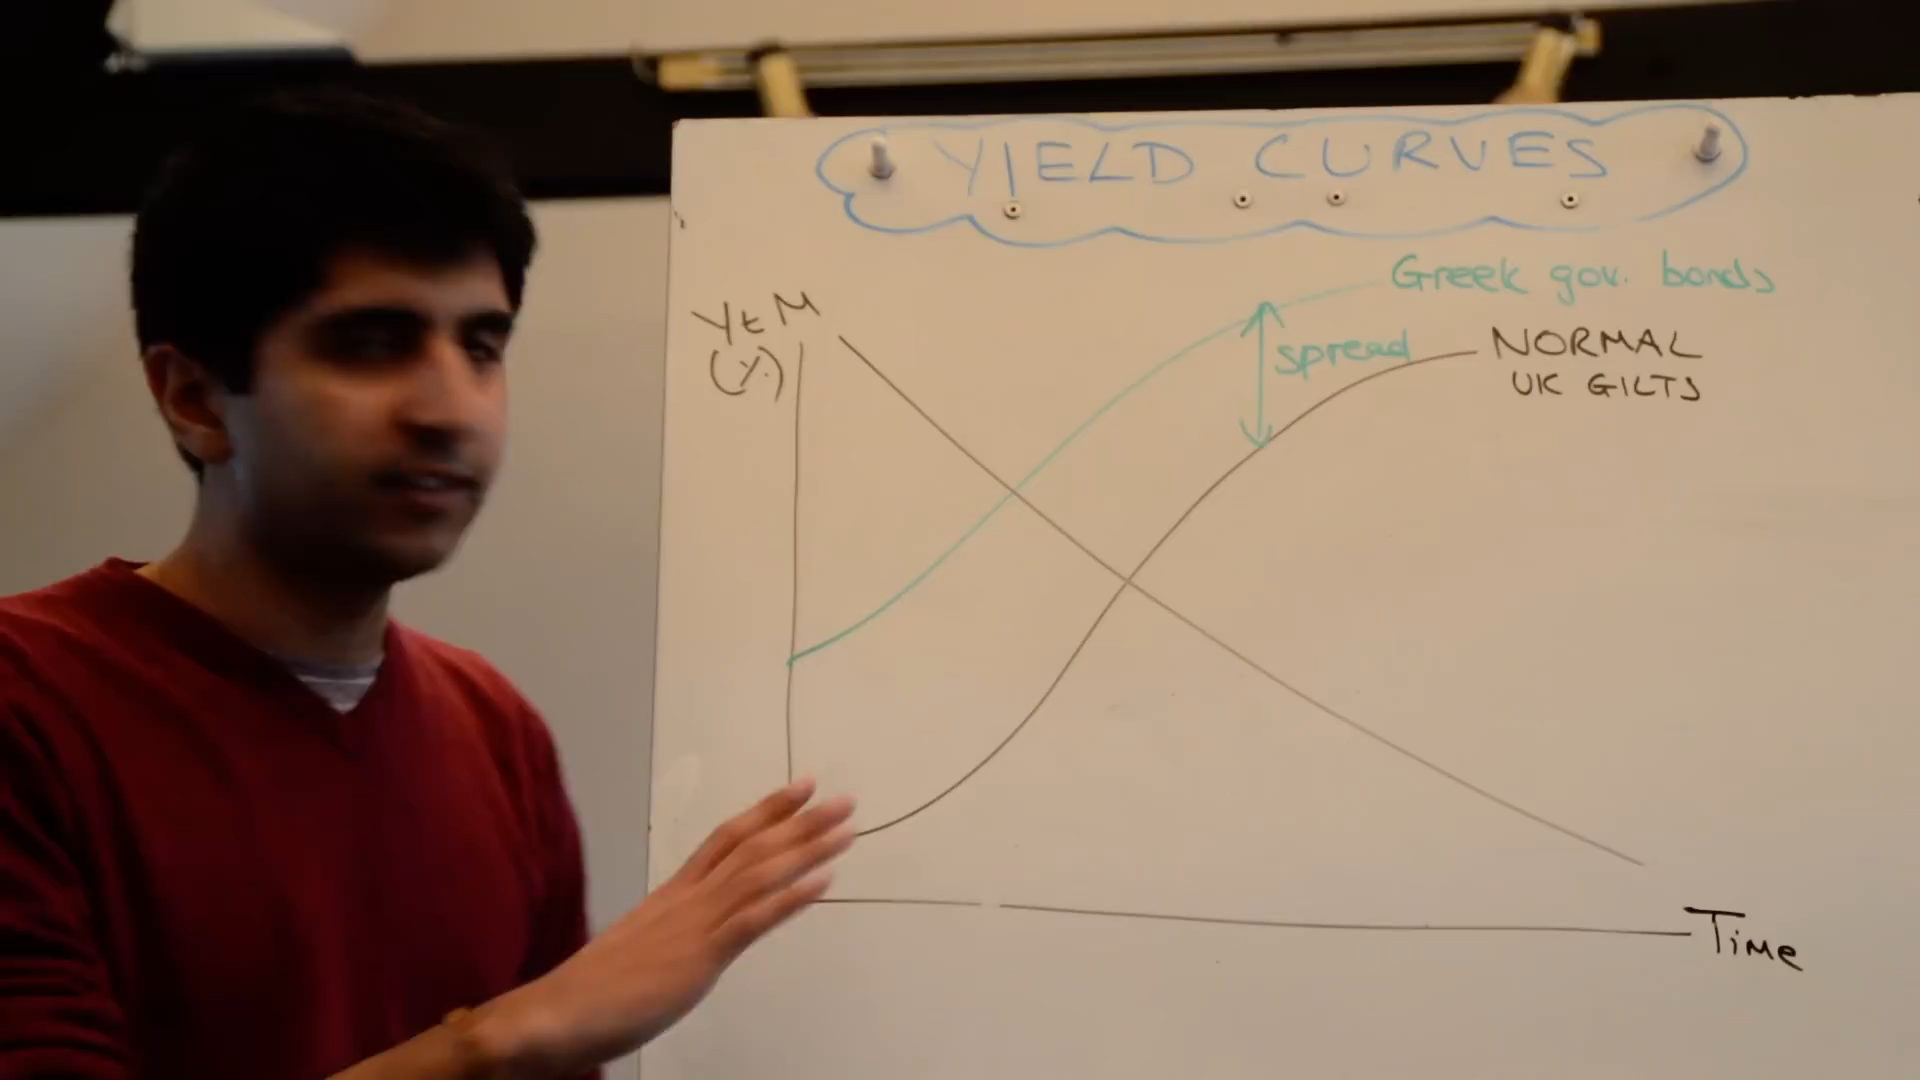 YIELD CURVES
Greek gov. bonds
YtM
(%)
spread
NORMAL
UK GILTS
Time